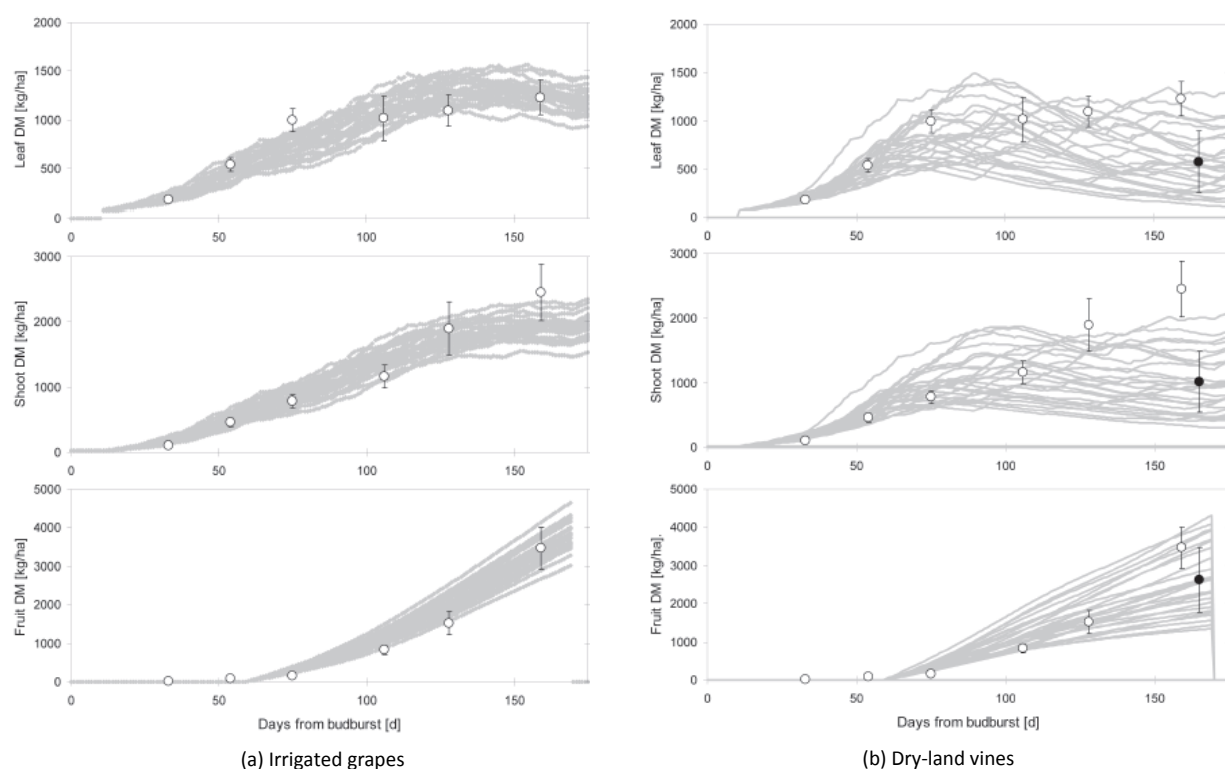 2000
1500
1000
500
0
Leaf DM [kg/ha]
0 50 100 150
3000
2000
1000
0
Shoot DM [kg/ha]
0 50 100 150
5000
4000
3000
2000
1000
0
Fruit DM [kg/ha]
0 50 100 150
Days from budburst [d]
(a) Irrigated grapes
2000
1500
1000
500
0
Leaf DM [kg/ha]
0 50 100 150
3000
2000
1000
0
Shoot DM [kg/ha]
0 50 100 150
5000
4000
3000
2000
1000
0
Fruit DM [kg/ha].
0 50 100 150
Days from budburst [d]
(b) Dry-land vines